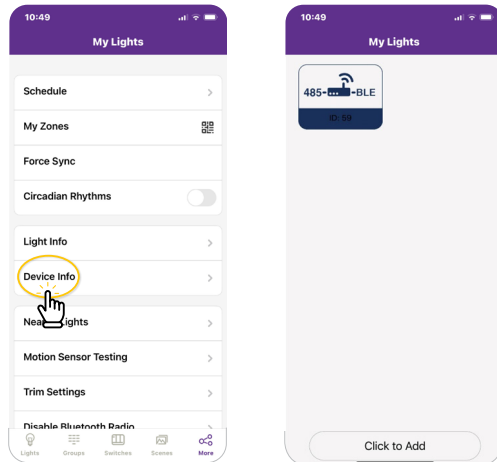 10:49
My Lights
Schedule
My Zones
Force Sync
Circadian Rhythms
Light Info
Device Info
Lights
Motion Sensor Testing
Trim Settings
Disable Bluetooth Radio
Lights
Groups
Switches
Scenes
More
10:49
My Lights
485- -BLE
ID: 59
Click to Add